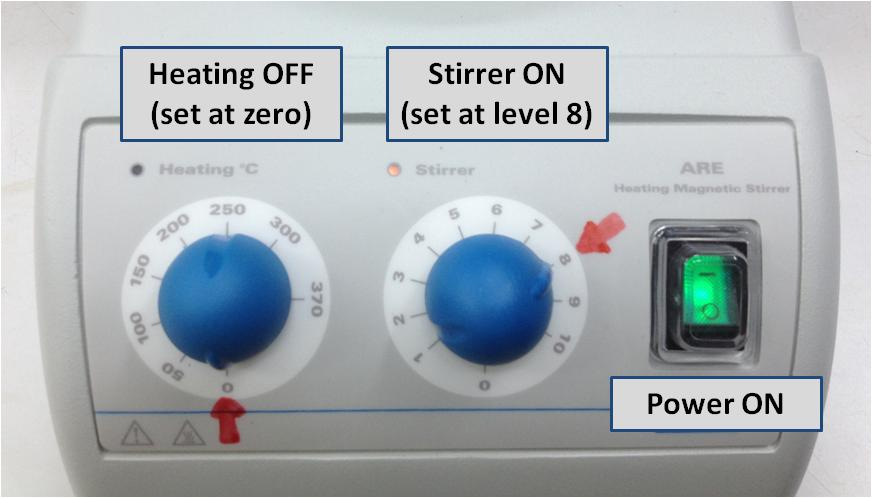 Heating OFF
(set at zero)
Stirrer ON
(set at level 8)
Heating °C
Stirrer
ARE
Heating Magnetic Stirrer
0
50
100
150
200
250
300
370
0
1
2
3
4
5
6
7
8
9
10
Power ON